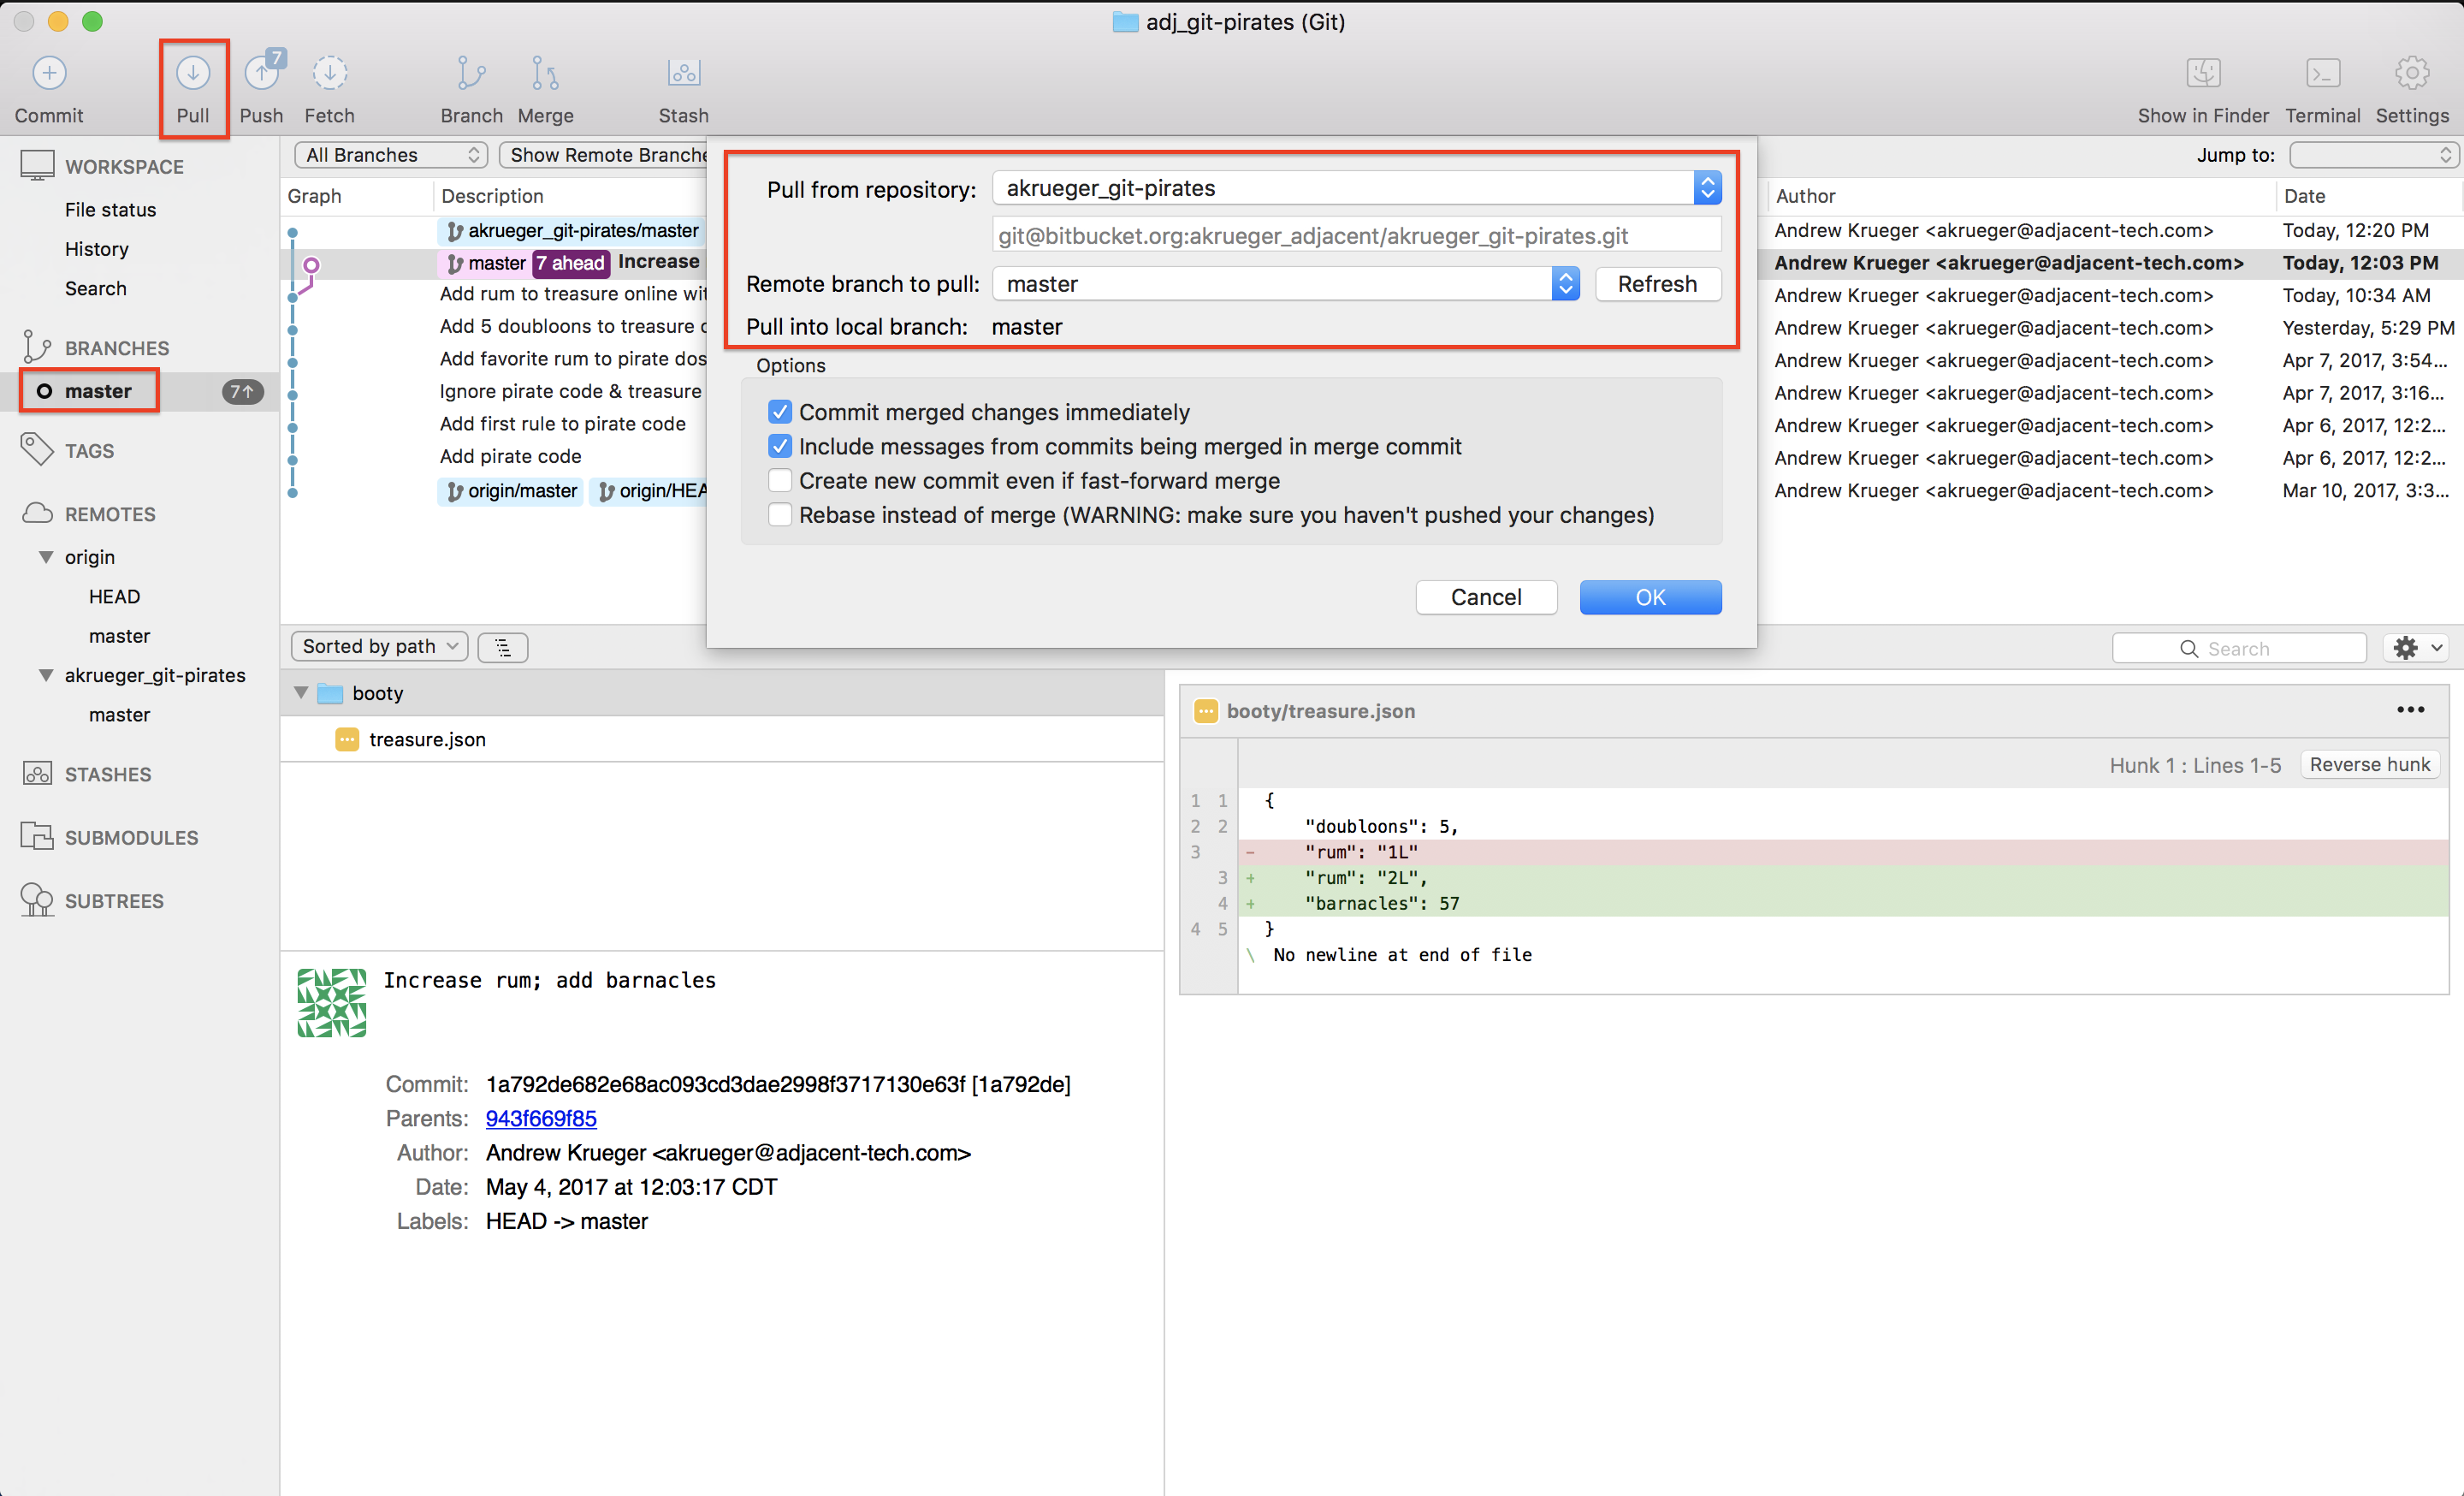 adj_git-pirates (Git)
Commit Pull Push 7 Fetch Branch Merge Stash Show in Finder Terminal Settings
WORKSPACE
File status
History
Search
BRANCHES
master 7↑
TAGS
REMOTES
origin
HEAD
master
akrueger_git-pirates
master
STASHES
SUBMODULES
SUBTREES
All Branches Show Remote Branche Jump to:
Graph Description Author Date
akrueger_git-pirates/master Andrew Krueger <akrueger@adjacent-tech.com> Today, 12:20 PM
master 7 ahead Increase Andrew Krueger <akrueger@adjacent-tech.com> Today, 12:03 PM
Add rum to treasure online wit Andrew Krueger <akrueger@adjacent-tech.com> Today, 10:34 AM
Add 5 doubloons to treasure c Andrew Krueger <akrueger@adjacent-tech.com> Yesterday, 5:29 PM
Add favorite rum to pirate dos Andrew Krueger <akrueger@adjacent-tech.com> Apr 7, 2017, 3:54...
Ignore pirate code & treasure Andrew Krueger <akrueger@adjacent-tech.com> Apr 7, 2017, 3:16...
Add first rule to pirate code Andrew Krueger <akrueger@adjacent-tech.com> Apr 6, 2017, 12:2...
Add pirate code Andrew Krueger <akrueger@adjacent-tech.com> Apr 6, 2017, 12:2...
origin/master origin/HEA Andrew Krueger <akrueger@adjacent-tech.com> Mar 10, 2017, 3:3...
Pull from repository: akrueger_git-pirates
git@bitbucket.org:akrueger_adjacent/akrueger_git-pirates.git
Remote branch to pull: master Refresh
Pull into local branch: master
Options
Commit merged changes immediately
Include messages from commits being merged in merge commit
Create new commit even if fast-forward merge
Rebase instead of merge (WARNING: make sure you haven't pushed your changes)
Cancel OK
Sorted by path Search
booty
treasure.json
Increase rum; add barnacles
Commit: 1a792de682e68ac093cd3dae2998f3717130e63f [1a792de]
Parents: 943f669f85
Author: Andrew Krueger <akrueger@adjacent-tech.com>
Date: May 4, 2017 at 12:03:17 CDT
Labels: HEAD -> master
booty/treasure.json
Hunk 1 : Lines 1-5 Reverse hunk
1 1 {
2 2 "doubloons": 5,
3 - "rum": "1L"
3 + "rum": "2L",
4 + "barnacles": 57
4 5 }
\ No newline at end of file